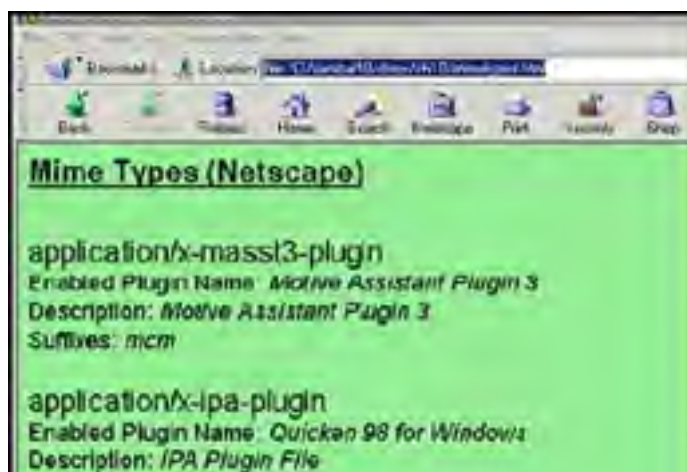 Bookmarks Location
Back Reload Home Search Netscape Print Security Shop
Mime Types (Netscape)
application/x-massi3-plugin
Enabled Plugin Name: Motive Assistant Plugin 3
Description: Motive Assistant Plugin 3
Suffixes: mcm
application/x-ipa-plugin
Enabled Plugin Name: Quicken 98 for Windows
Description: IPA Plugin File